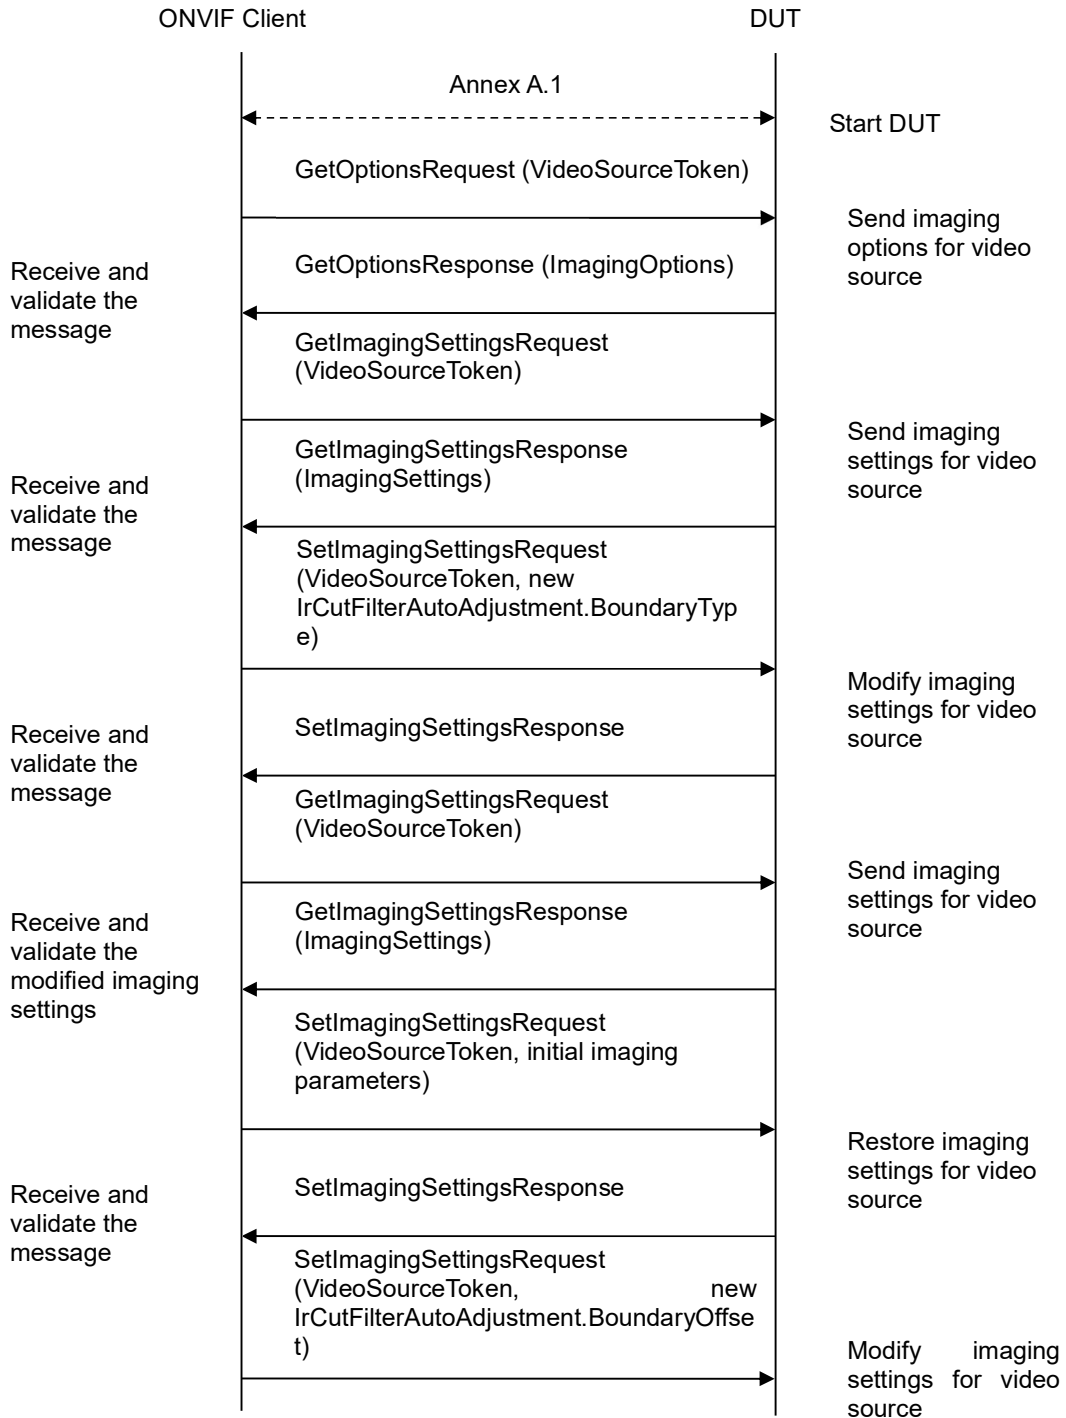 ONVIF Client
DUT
Annex A.1
Start DUT
GetOptionsRequest (VideoSourceToken)
Send imaging
options for video
source
GetOptionsResponse (ImagingOptions)
Receive and
validate the
message
GetImagingSettingsRequest
(VideoSourceToken)
Send imaging
settings for video
source
GetImagingSettingsResponse
(ImagingSettings)
Receive and
validate the
message
SetImagingSettingsRequest
(VideoSourceToken, new
IrCutFilterAutoAdjustment.BoundaryTyp
e)
Modify imaging
settings for video
source
SetImagingSettingsResponse
Receive and
validate the
message
GetImagingSettingsRequest
(VideoSourceToken)
Send imaging
settings for video
source
GetImagingSettingsResponse
(ImagingSettings)
Receive and
validate the
modified imaging
settings
SetImagingSettingsRequest
(VideoSourceToken, initial imaging
parameters)
Restore imaging
settings for video
source
SetImagingSettingsResponse
Receive and
validate the
message
SetImagingSettingsRequest
(VideoSourceToken, new
IrCutFilterAutoAdjustment.BoundaryOffse
t)
Modify imaging
settings for video
source